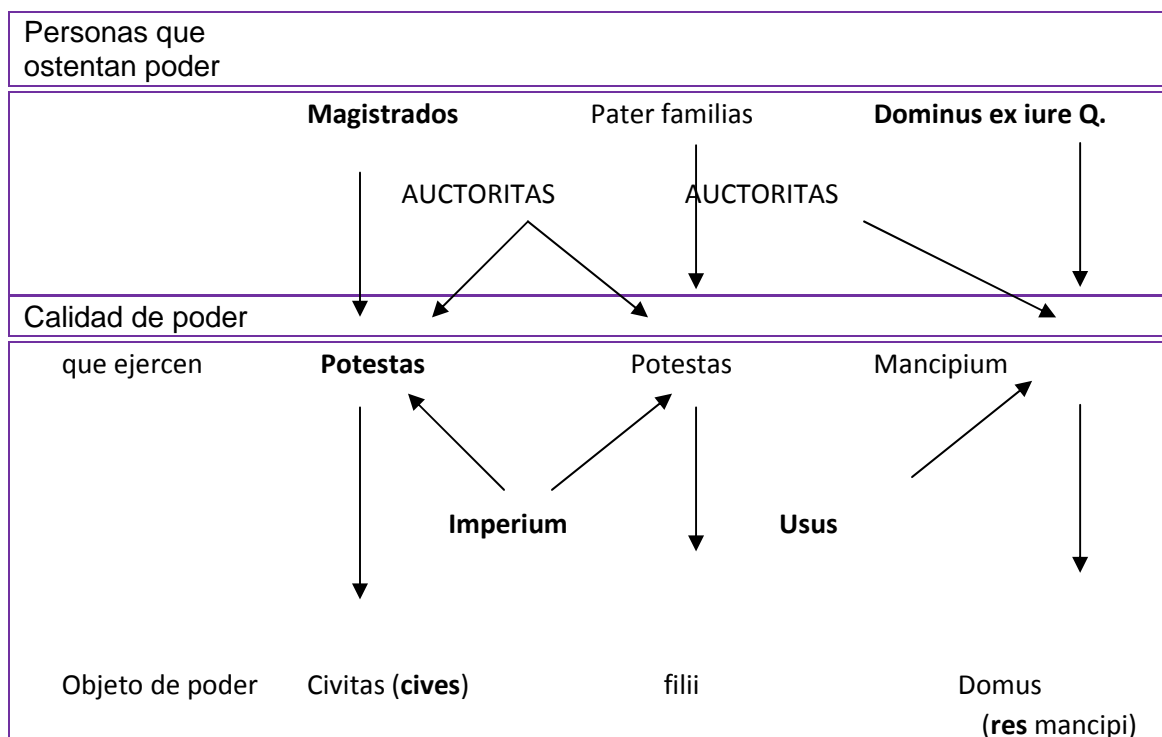 Personas que
ostentan poder
Magistrados Pater familias Dominus ex iure Q.
AUCTORITAS AUCTORITAS
Calidad de poder
que ejercen Potestas Potestas Mancipium
Imperium Usus
Objeto de poder Civitas (cives) filii Domus
(res mancipi)